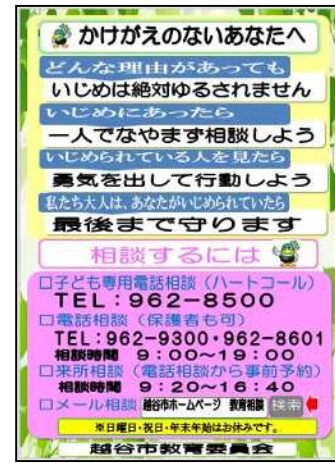 かけがえのないあなたへ
どんな理由があっても
いじめは絶対ゆるされません
いじめにあったら
一人でなやまず相談しよう
いじめられている人を見たら
勇気を出して行動しよう
私たち大人は、あなたがいじめられていたら
最後まで守ります
相談するには
□子ども専用電話相談（ハートコール）
TEL：962−8500
□電話相談（保護者も可）
TEL：962−9300・962−8601
相談時間 9：00〜19：00
□来所相談（電話相談から事前予約）
相談時間 9：20〜16：40
□メール相談 越谷市ホームページ 教育相談 検索
※日曜日・祝日・年末年始はお休みです。
越谷市教育委員会